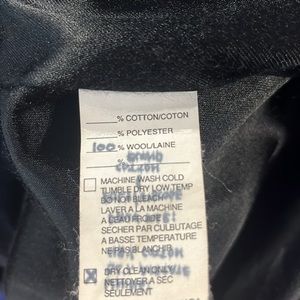 % COTTON/COTON
% POLYESTER
100 % WOOL/LAINE
%
MACHINE WASH COLD
TUMBLE DRY LOW TEMP
DO NOT BLEACH
LAVER A LA MACHINE
A L'EAU FROIDE
SECHER PAR CULBUTAGE
A BASSE TEMPERATURE
NE PAS BLANCHIR
DRY CLEAN ONLY
NETTOYER A SEC
SEULEMENT